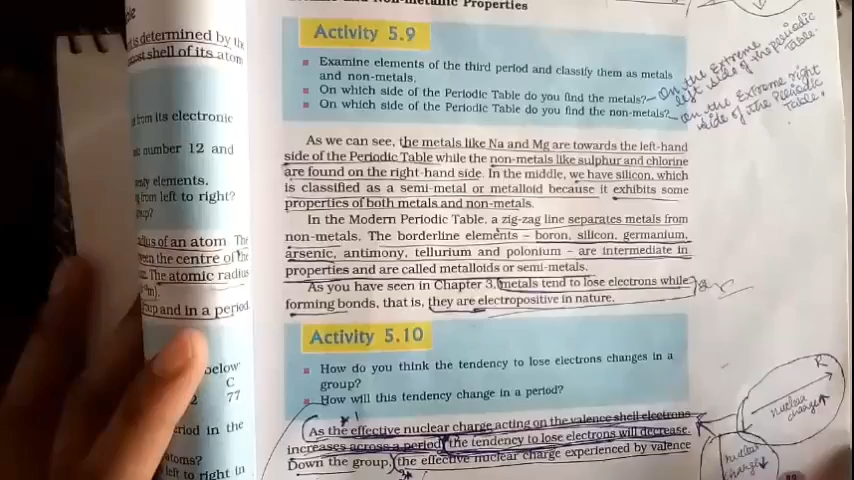 is determined by the
most shell of its atom
from its electronic
number 12 and
elements.
from left to right?
radius of an atom The
the centre of the
The atomic radius
group and in a period.
below
C
77
period in the
atoms?
left to right in
and Non-metallic Properties
Activity 5.9
Examine elements of the third period and classify them as metals
and non-metals.
On which side of the Periodic Table do you find the metals?
On which side of the Periodic Table do you find the non-metals?
On the Extreme
left side of the periodic
Table.
On the Extreme right
side of the Periodic
Table.
As we can see, the metals like Na and Mg are towards the left-hand
side of the Periodic Table while the non-metals like sulphur and chlorine
are found on the right-hand side. In the middle, we have silicon, which
is classified as a semi-metal or metalloid because it exhibits some
properties of both metals and non-metals.
In the Modern Periodic Table, a zig-zag line separates metals from
non-metals. The borderline elements – boron, silicon, germanium,
arsenic, antimony, tellurium and polonium – are intermediate in
properties and are called metalloids or semi-metals.
As you have seen in Chapter 3, metals tend to lose electrons while
forming bonds, that is, they are electropositive in nature.
Activity 5.10
How do you think the tendency to lose electrons changes in a
group?
How will this tendency change in a period?
As the effective nuclear charge acting on the valence shell electrons
increases across a period, the tendency to lose electrons will decrease.
Down the group, the effective nuclear charge experienced by valence
R
nuclear
charge↑
nuclear
charge↓